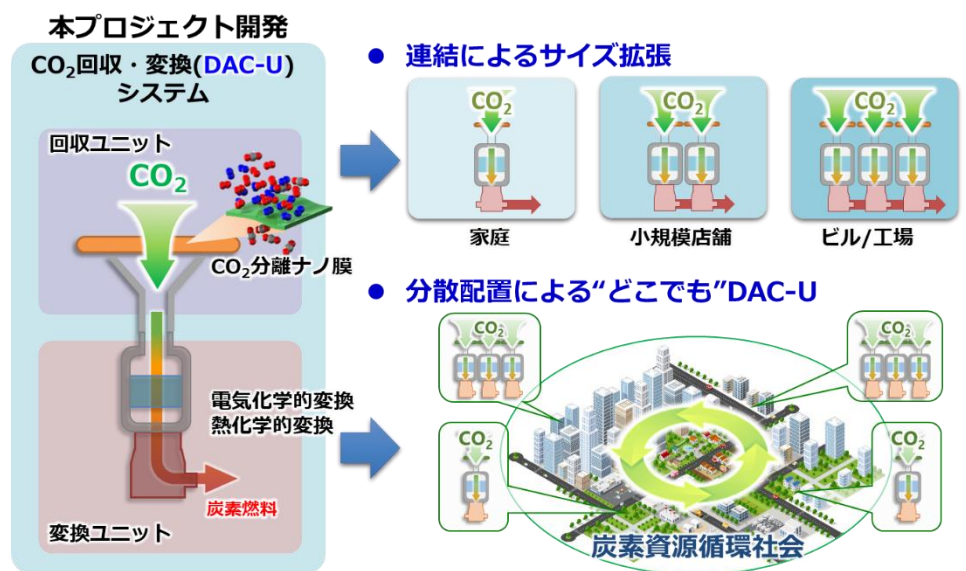 本プロジェクト開発
CO₂回収・変換(DAC-U)
システム
回収ユニット
CO₂
CO₂分離ナノ膜
電気化学的変換
熱化学的変換
炭素燃料
変換ユニット
● 連結によるサイズ拡張
CO₂
家庭
CO₂
小規模店舗
CO₂
ビル/工場
● 分散配置による“どこでも”DAC-U
CO₂
CO₂
CO₂
CO₂
炭素資源循環社会